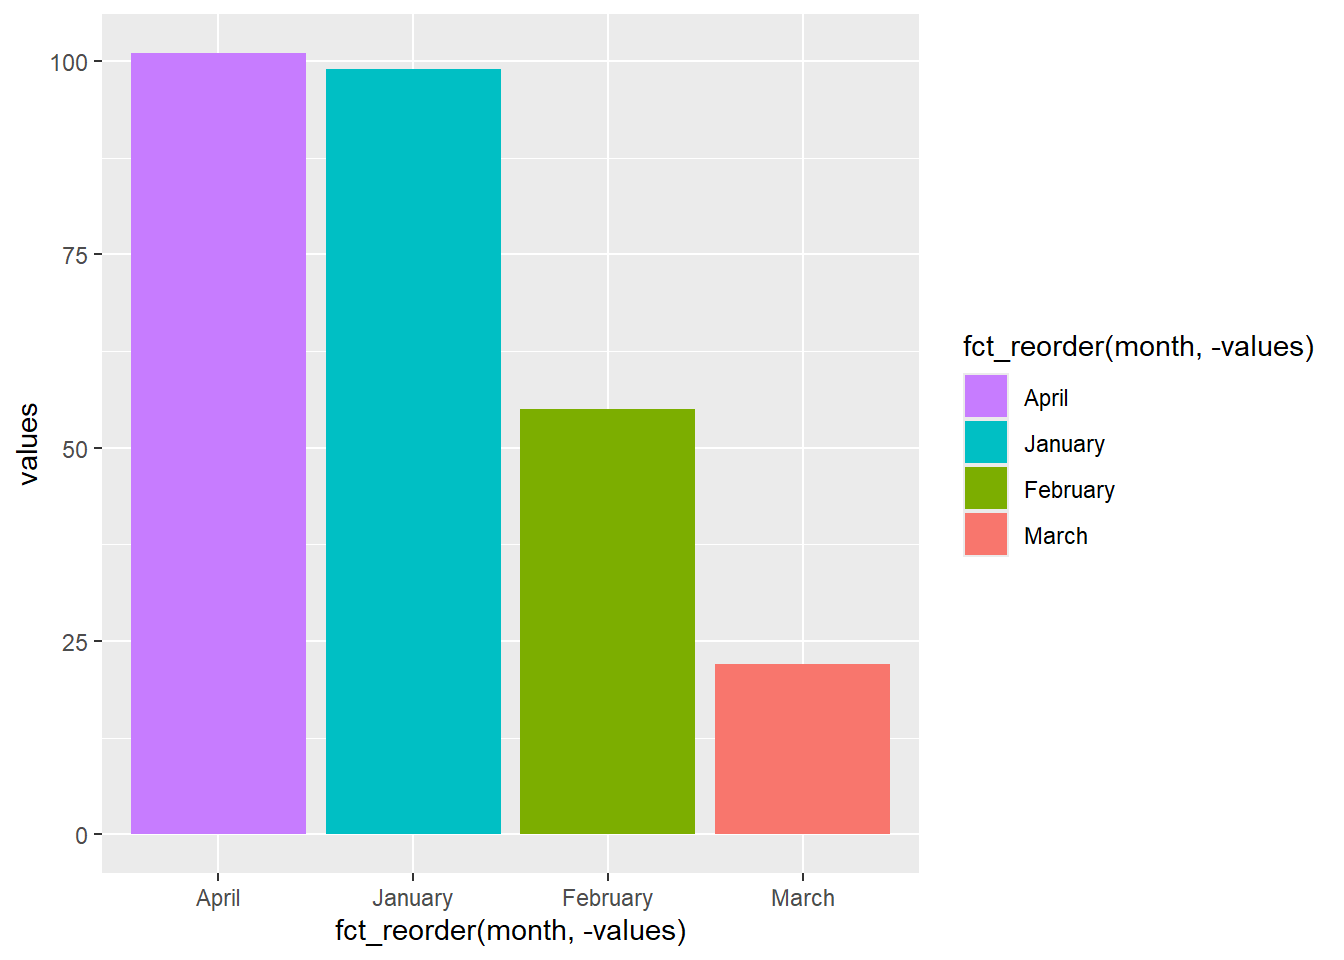 values
100
75
50
25
0
April
January
February
March
fct_reorder(month, -values)
fct_reorder(month, -values)
April
January
February
March